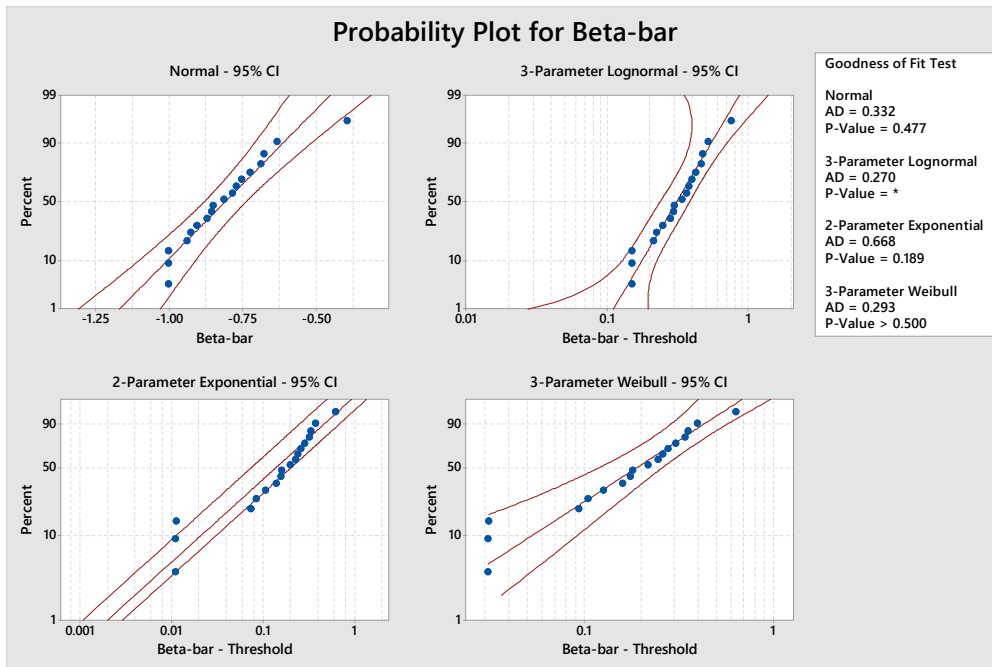 Probability Plot for Beta-bar
Normal - 95% CI
99
90
50
10
1
Percent
-1.25 -1.00 -0.75 -0.50
Beta-bar
3-Parameter Lognormal - 95% CI
99
90
50
10
1
Percent
0.01 0.1 1
Beta-bar - Threshold
2-Parameter Exponential - 95% CI
90
50
10
1
Percent
0.001 0.01 0.1 1
Beta-bar - Threshold
3-Parameter Weibull - 95% CI
90
50
10
1
Percent
0.1 1
Beta-bar - Threshold
Goodness of Fit Test
Normal
AD = 0.332
P-Value = 0.477
3-Parameter Lognormal
AD = 0.270
P-Value = *
2-Parameter Exponential
AD = 0.668
P-Value = 0.189
3-Parameter Weibull
AD = 0.293
P-Value > 0.500